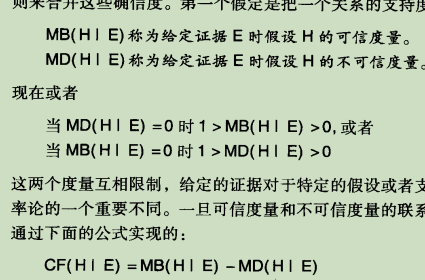 则来合并这些确信度。第一个假定是把一个关系的支持度
MB(H | E)称为给定证据 E 时假设 H 的可信度量。
MD(H | E)称为给定证据 E 时假设 H 的不可信度量。
现在或者
当 MD(H | E) =0 时 1 > MB(H | E) >0, 或者
当 MB(H | E) =0 时 1 > MD(H | E) >0
这两个度量互相限制，给定的证据对于特定的假设或者支
率论的一个重要不同。一旦可信度量和不可信度量的联系
通过下面的公式实现的：
CF(H | E) = MB(H | E) - MD(H | E)